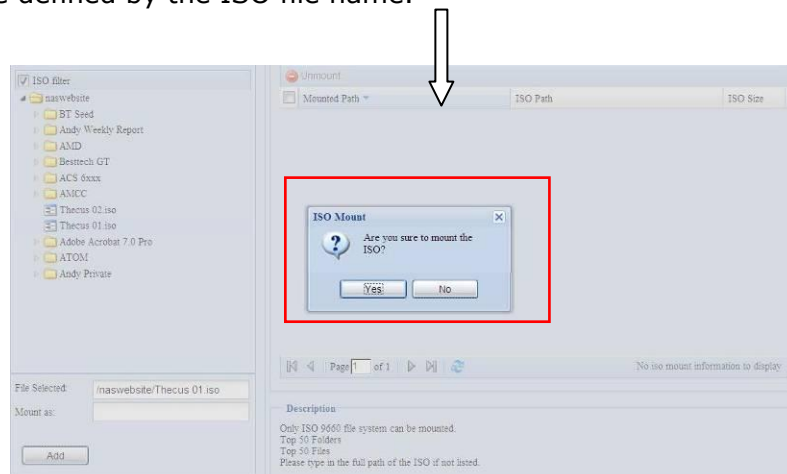 e defined by the ISO file name.
ISO filter
naswebsite
BT Seed
Andy Weekly Report
AMD
Besttech GT
ACS 6xxx
AMCC
Thecus 02.iso
Thecus 01.iso
Adobe Acrobat 7.0 Pro
ATOM
Andy Private
File Selected: /naswebsite/Thecus 01.iso
Mount as:
Add
Unmount
Mounted Path ISO Path ISO Size
ISO Mount
Are you sure to mount the
ISO?
Yes No
Page 1 of 1 No iso mount information to display
Description
Only ISO 9660 file system can be mounted.
Top 50 Folders
Top 50 Files
Please type in the full path of the ISO if not listed.